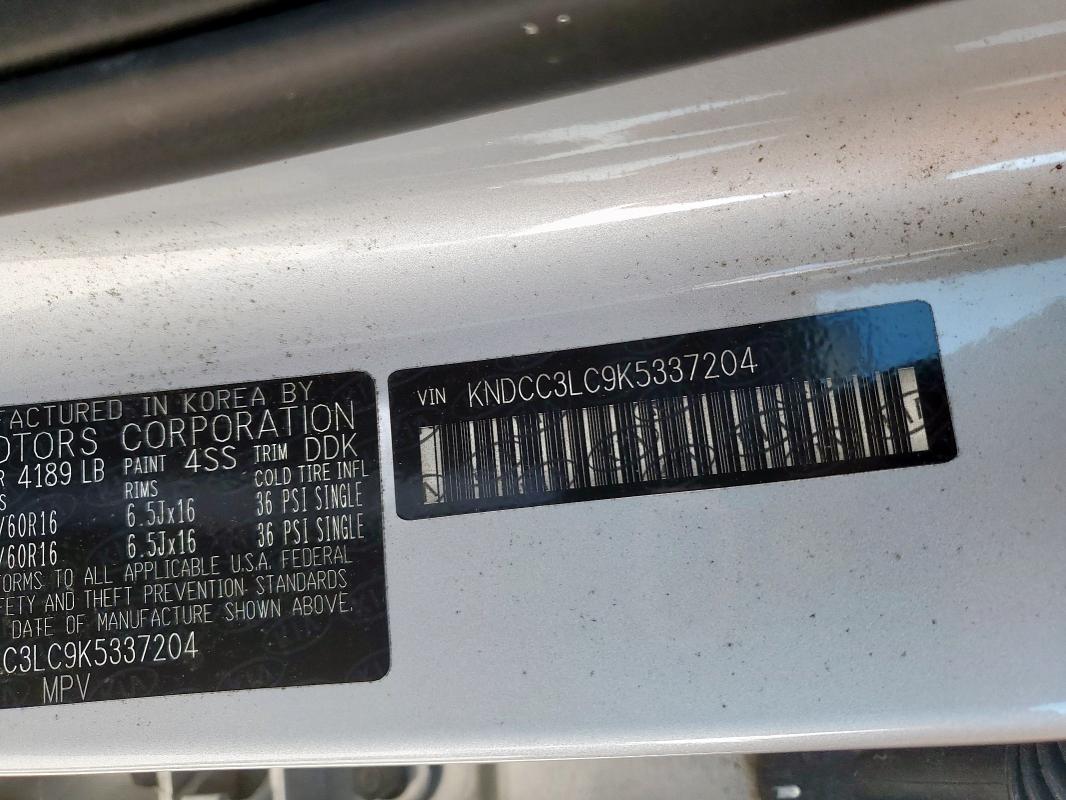 FACTURED IN KOREA BY
OTORS CORPORATION
R 4189 LB PAINT 4SS TRIM DDK
S RIMS COLD TIRE INFL
/60R16 6.5Jx16 36 PSI SINGLE
/60R16 6.5Jx16 36 PSI SINGLE
FORMS TO ALL APPLICABLE U.S.A. FEDERAL
FETY AND THEFT PREVENTION STANDARDS
DATE OF MANUFACTURE SHOWN ABOVE.
CC3LC9K5337204
MPV
VIN KNDCC3LC9K5337204